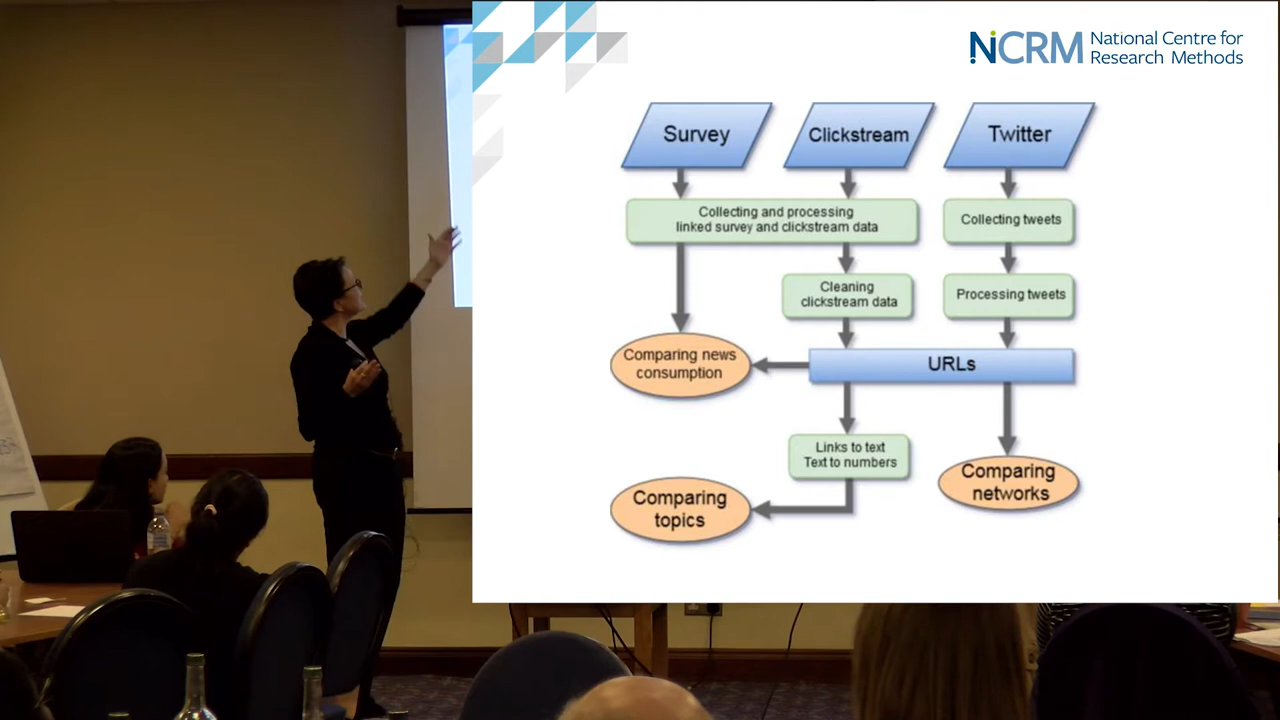 NCRM National Centre for
Research Methods
Survey
Clickstream
Twitter
Collecting and processing
linked survey and clickstream data
Collecting tweets
Cleaning
clickstream data
Processing tweets
Comparing news
consumption
URLs
Links to text
Text to numbers
Comparing
topics
Comparing
networks